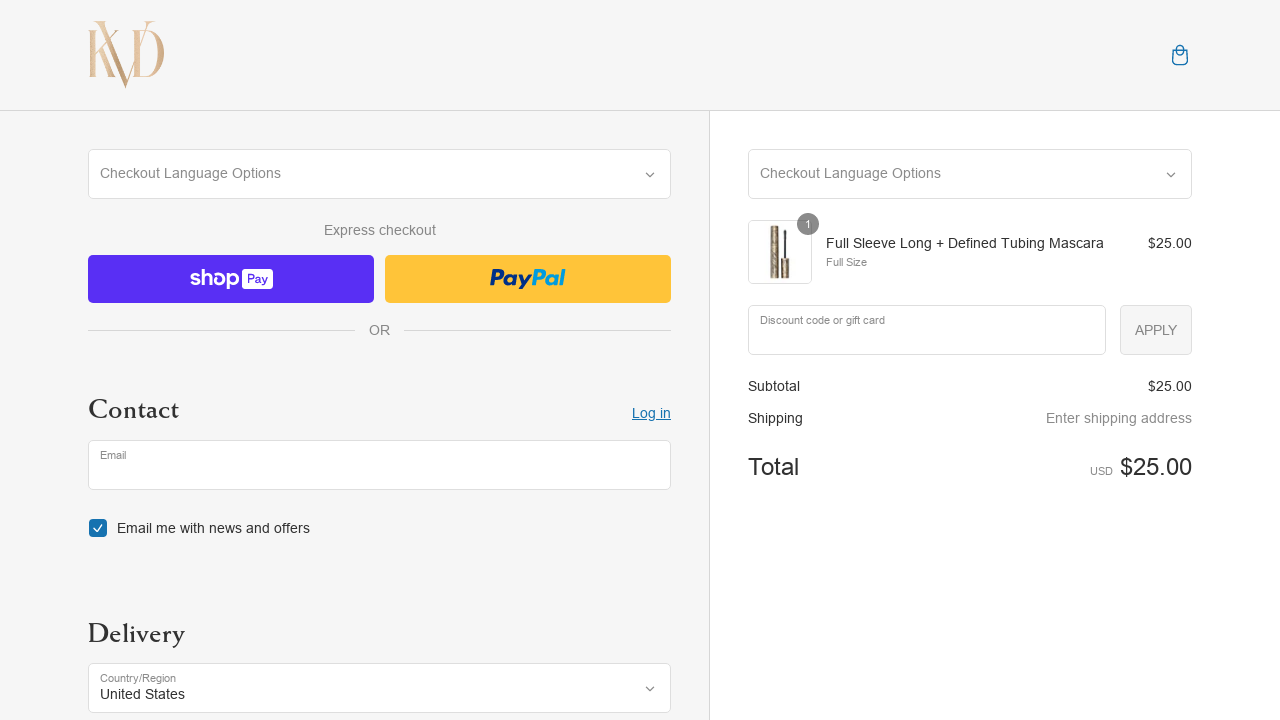 KVD
Checkout Language Options
Express checkout
shop Pay
PayPal
OR
Contact
Log in
Email
Email me with news and offers
Delivery
Country/Region
United States
Checkout Language Options
1
Full Sleeve Long + Defined Tubing Mascara
$25.00
Full Size
Discount code or gift card
APPLY
Subtotal
$25.00
Shipping
Enter shipping address
Total
USD $25.00